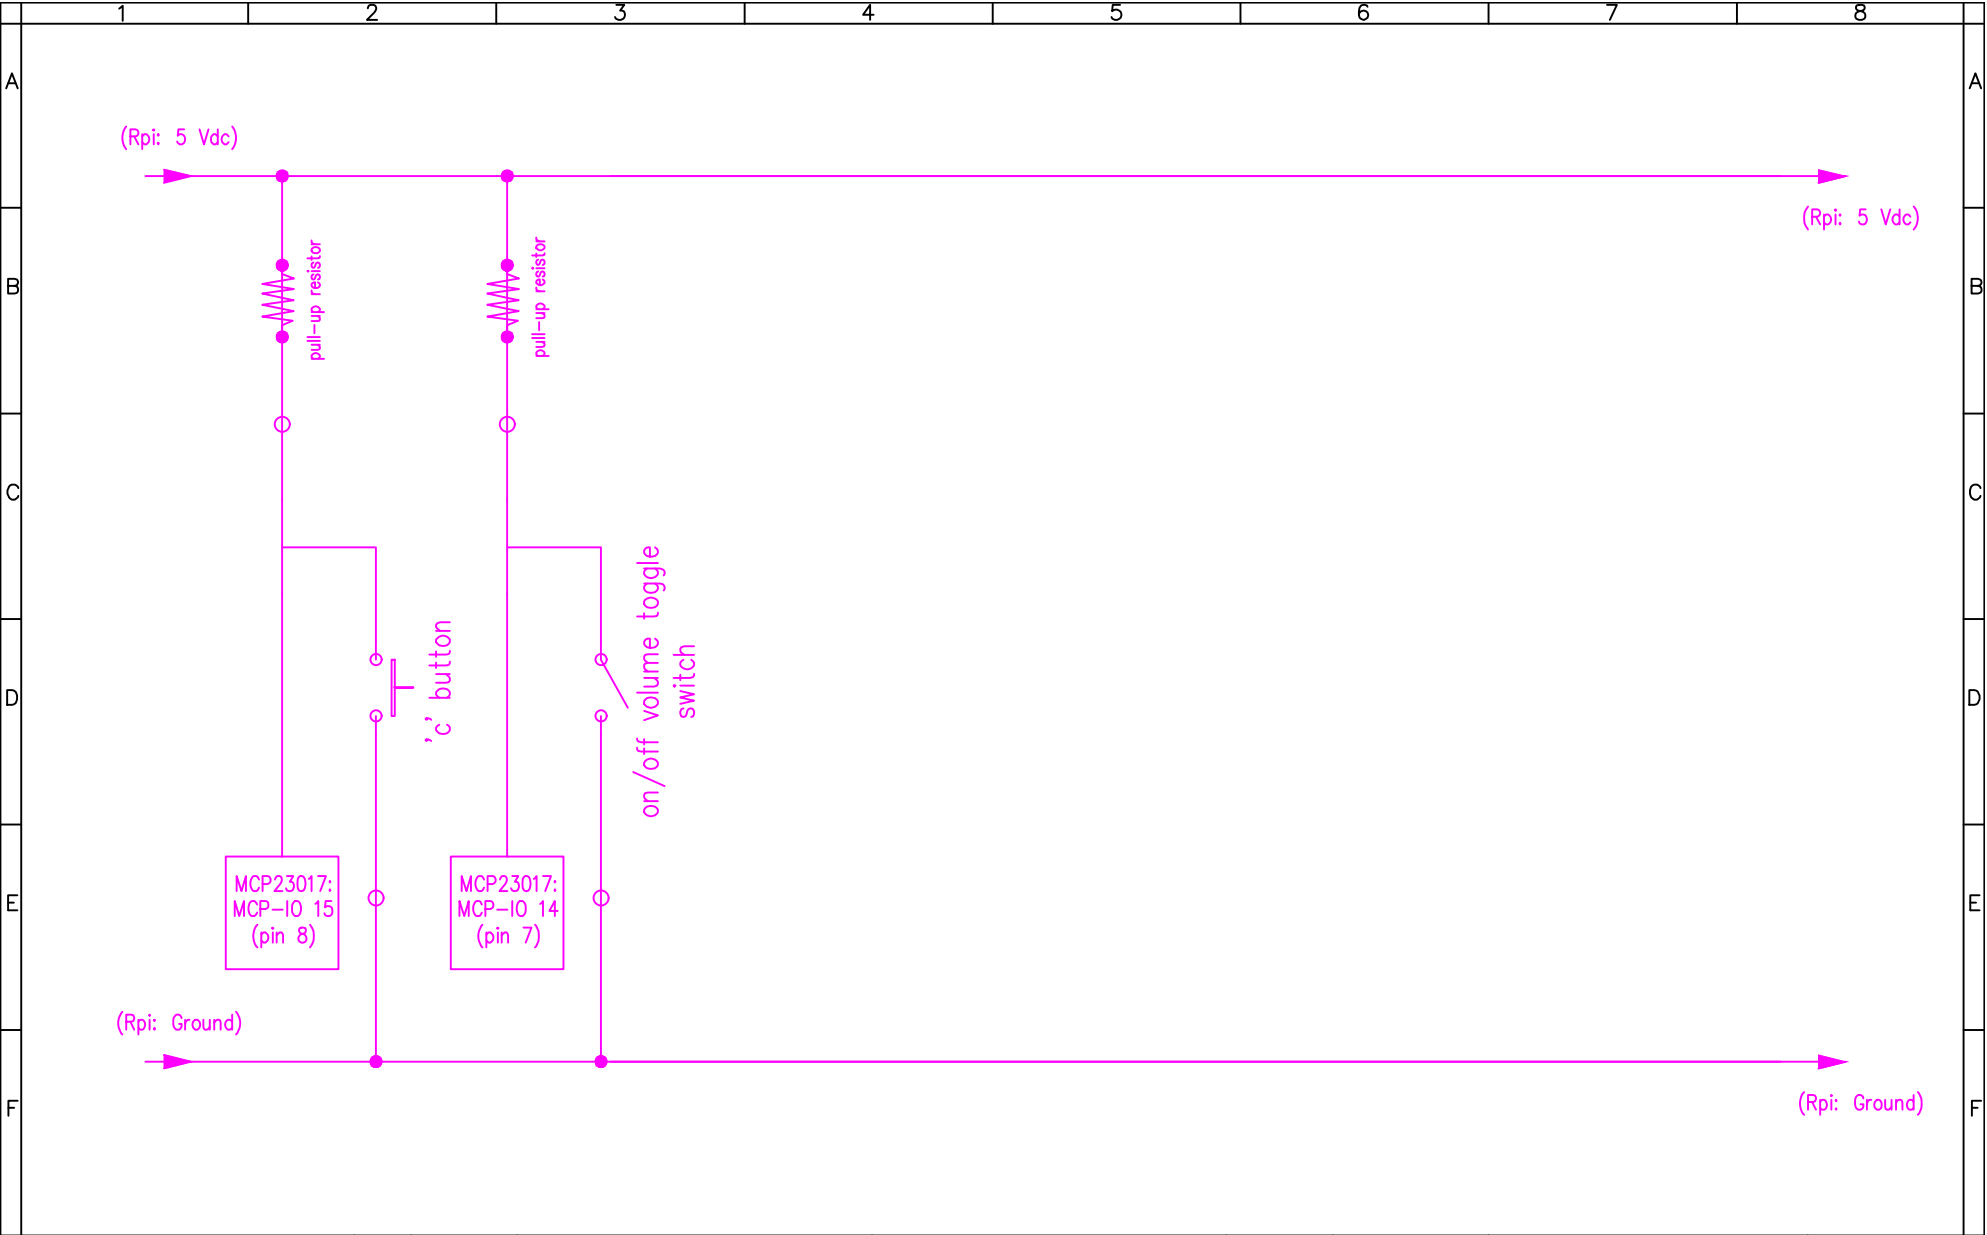 1 2 3 4 5 6 7 8
A A
(Rpi: 5 Vdc)
(Rpi: 5 Vdc)
B B
pull-up resistor
pull-up resistor
C C
'c' button
on/off volume toggle
switch
D D
MCP23017:
MCP-IO 15
(pin 8)
MCP23017:
MCP-IO 14
(pin 7)
E E
(Rpi: Ground)
(Rpi: Ground)
F F